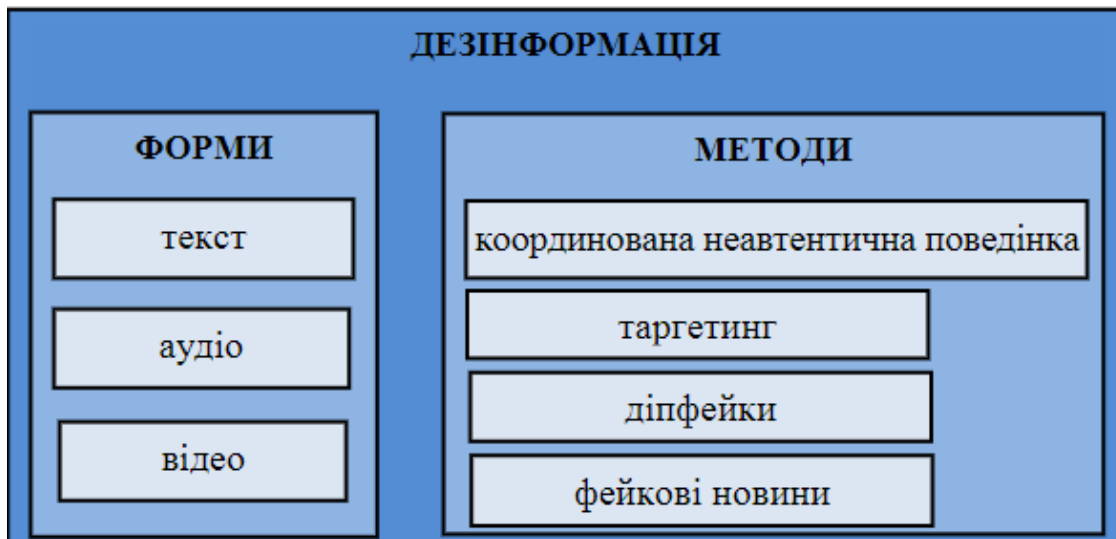 ДЕЗІНФОРМАЦІЯ
ФОРМИ
текст
аудіо
відео
МЕТОДИ
координована неавтентична поведінка
таргетинг
діпфейки
фейкові новини